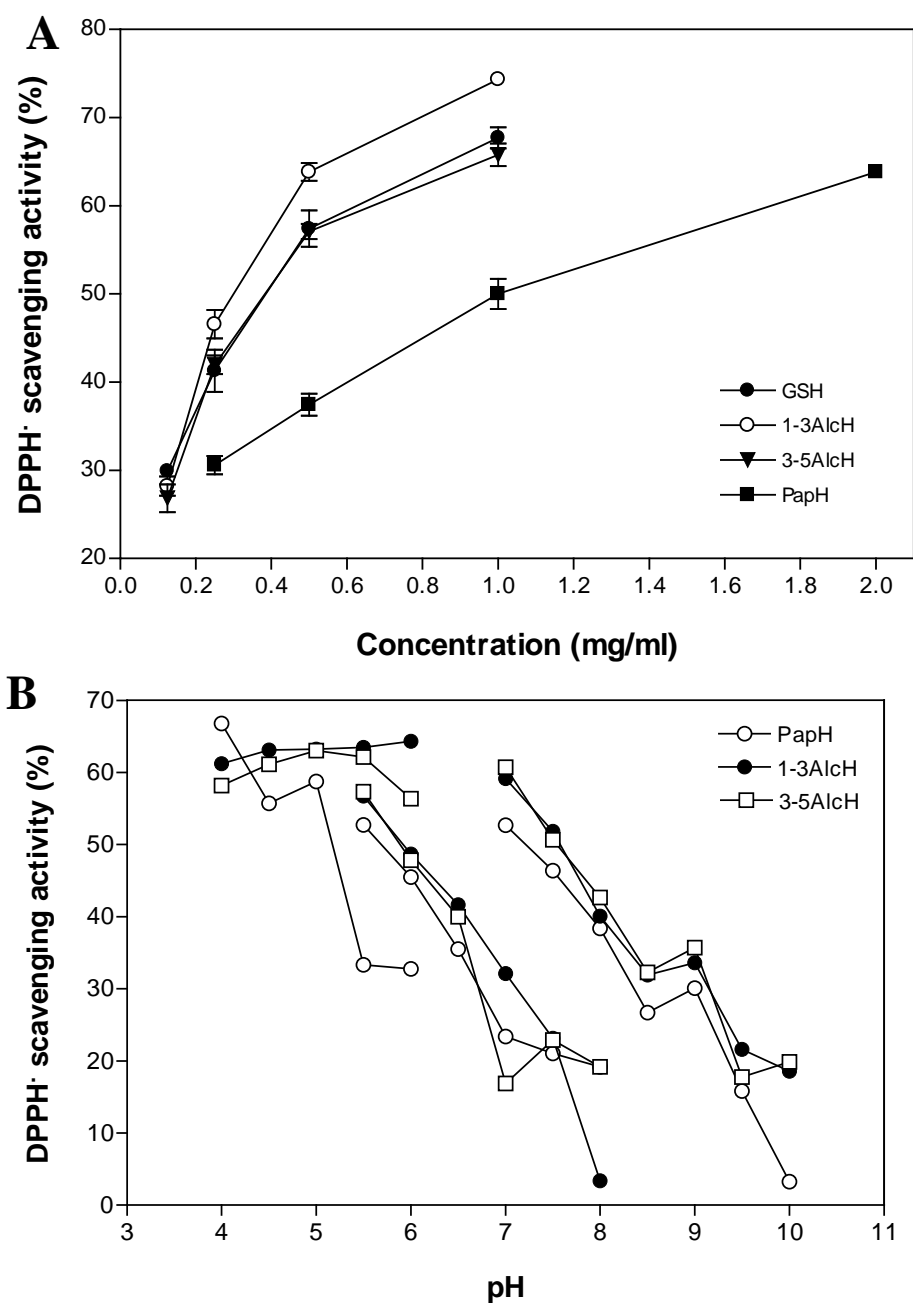 A
DPPH· scavenging activity (%)
80
70
60
50
40
30
20
0.0 0.2 0.4 0.6 0.8 1.0 1.2 1.4 1.6 1.8 2.0
Concentration (mg/ml)
GSH
1-3AlcH
3-5AlcH
PapH
B
DPPH· scavenging activity (%)
70
60
50
40
30
20
10
0
3 4 5 6 7 8 9 10 11
pH
PapH
1-3AlcH
3-5AlcH